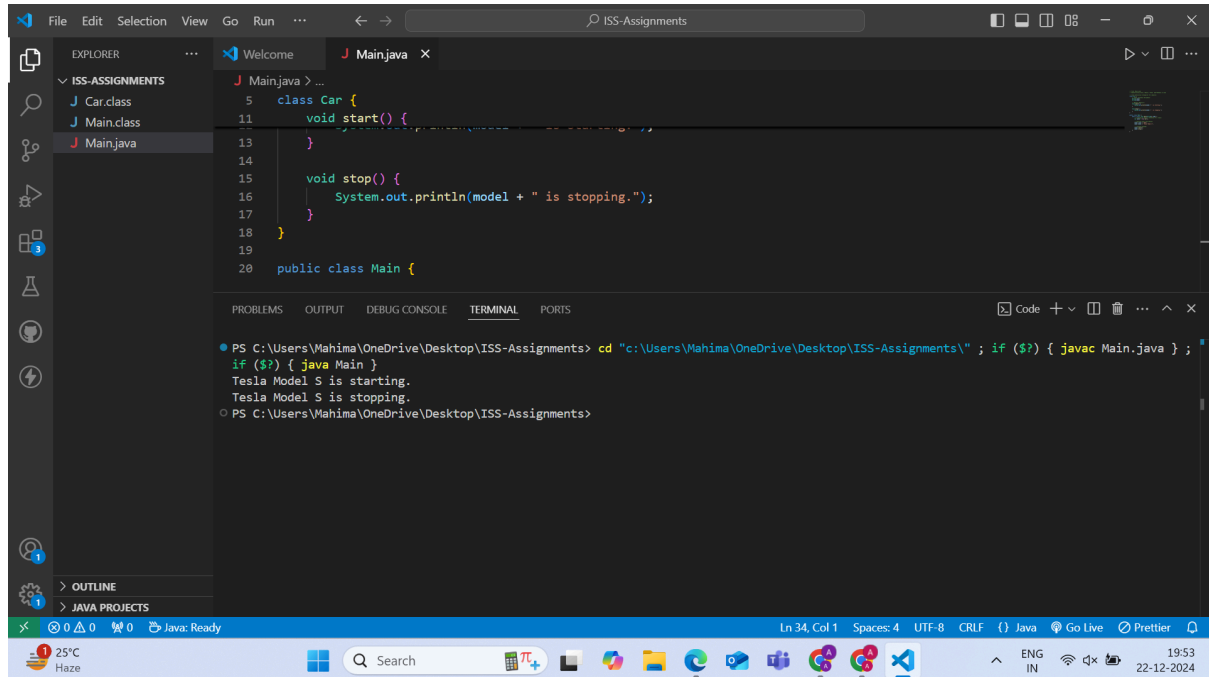 File Edit Selection View Go Run ··· ISS-Assignments
EXPLORER ···
Welcome
J Main.java
ISS-ASSIGNMENTS
J Car.class
J Main.class
J Main.java
J Main.java > ...
5 class Car {
11 void start() {
13 }
14
15 void stop() {
16 System.out.println(model + " is stopping.");
17 }
18 }
19
20 public class Main {
PROBLEMS OUTPUT DEBUG CONSOLE TERMINAL PORTS
Code
PS C:\Users\Mahima\OneDrive\Desktop\ISS-Assignments> cd "c:\Users\Mahima\OneDrive\Desktop\ISS-Assignments\" ; if ($?) { javac Main.java } ;
if ($?) { java Main }
Tesla Model S is starting.
Tesla Model S is stopping.
PS C:\Users\Mahima\OneDrive\Desktop\ISS-Assignments>
3
1
1
OUTLINE
JAVA PROJECTS
0 0 0 Java: Ready Ln 34, Col 1 Spaces: 4 UTF-8 CRLF {} Java Go Live Prettier
1
25°C
Haze
Search
ENG
IN
19:53
22-12-2024